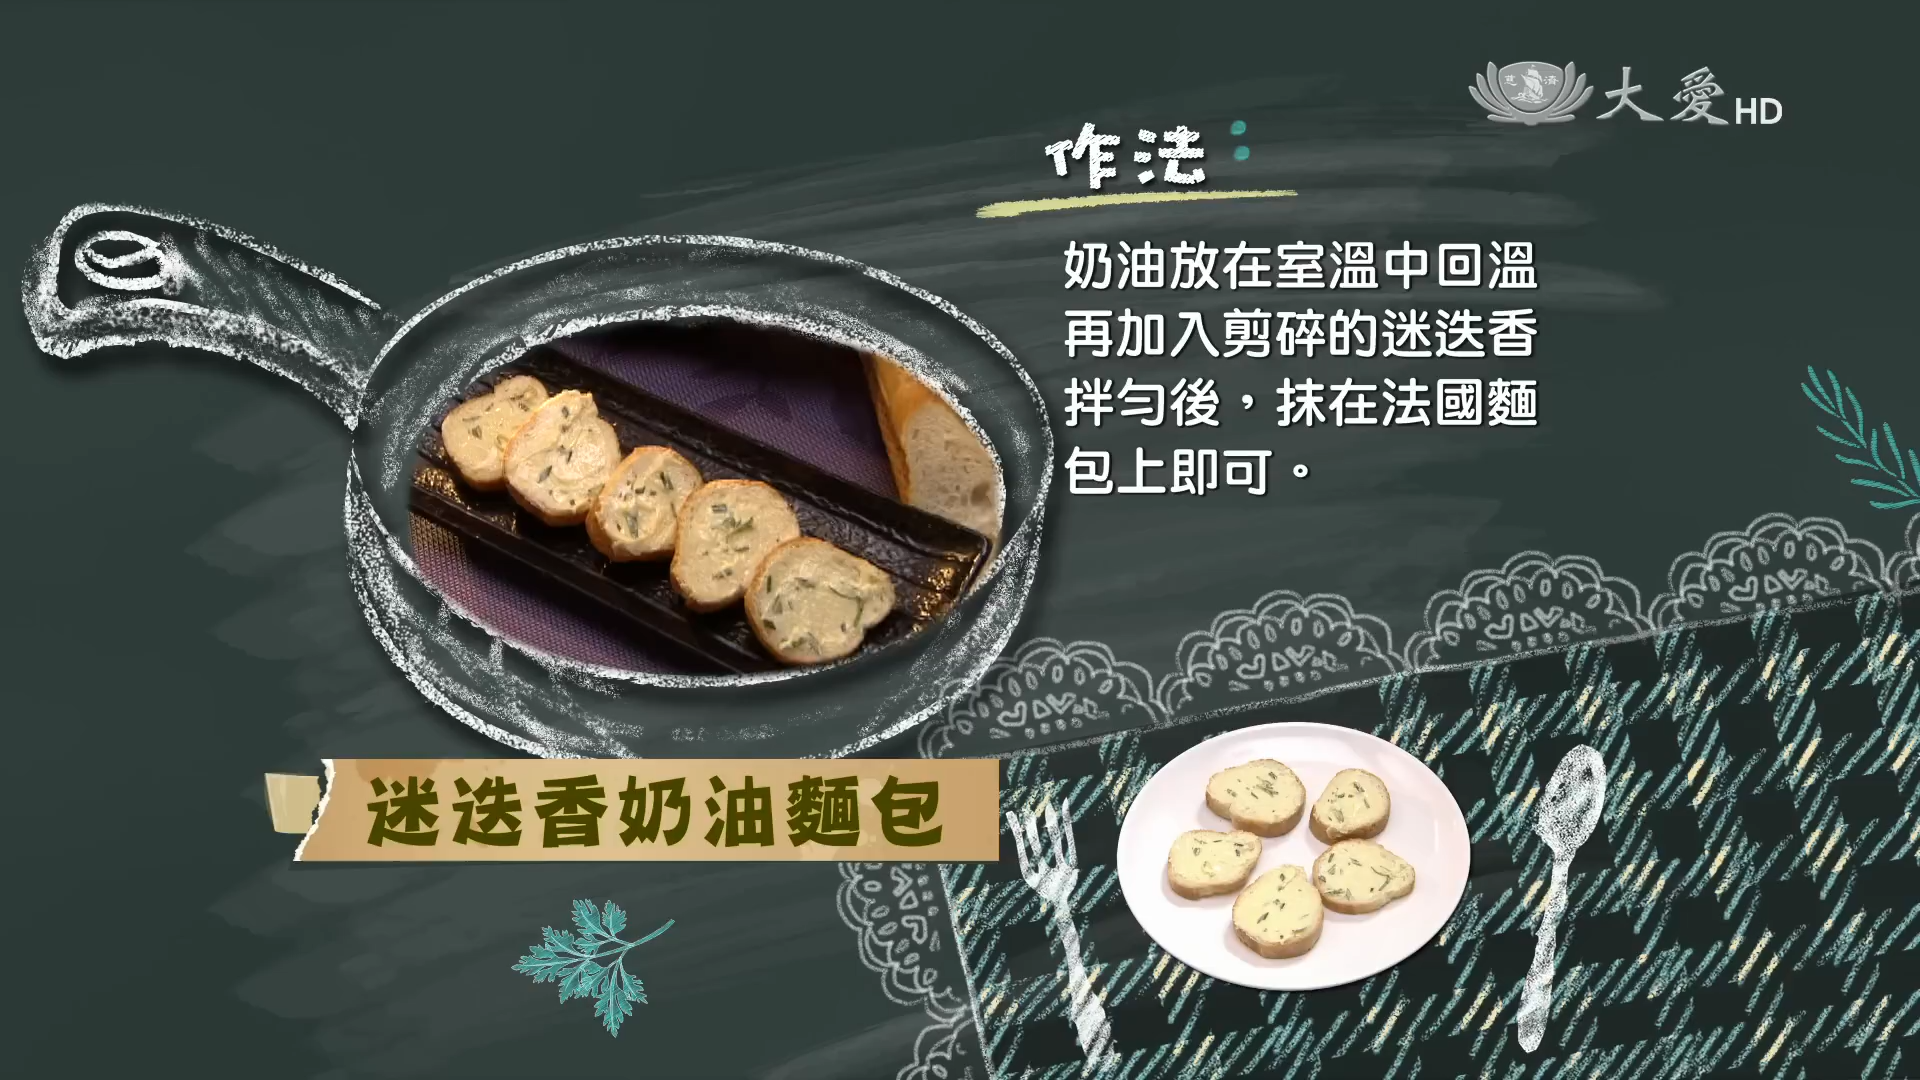 大愛HD
作法：
奶油放在室溫中回溫
再加入剪碎的迷迭香
拌勻後，抹在法國麵
包上即可。
迷迭香奶油麵包